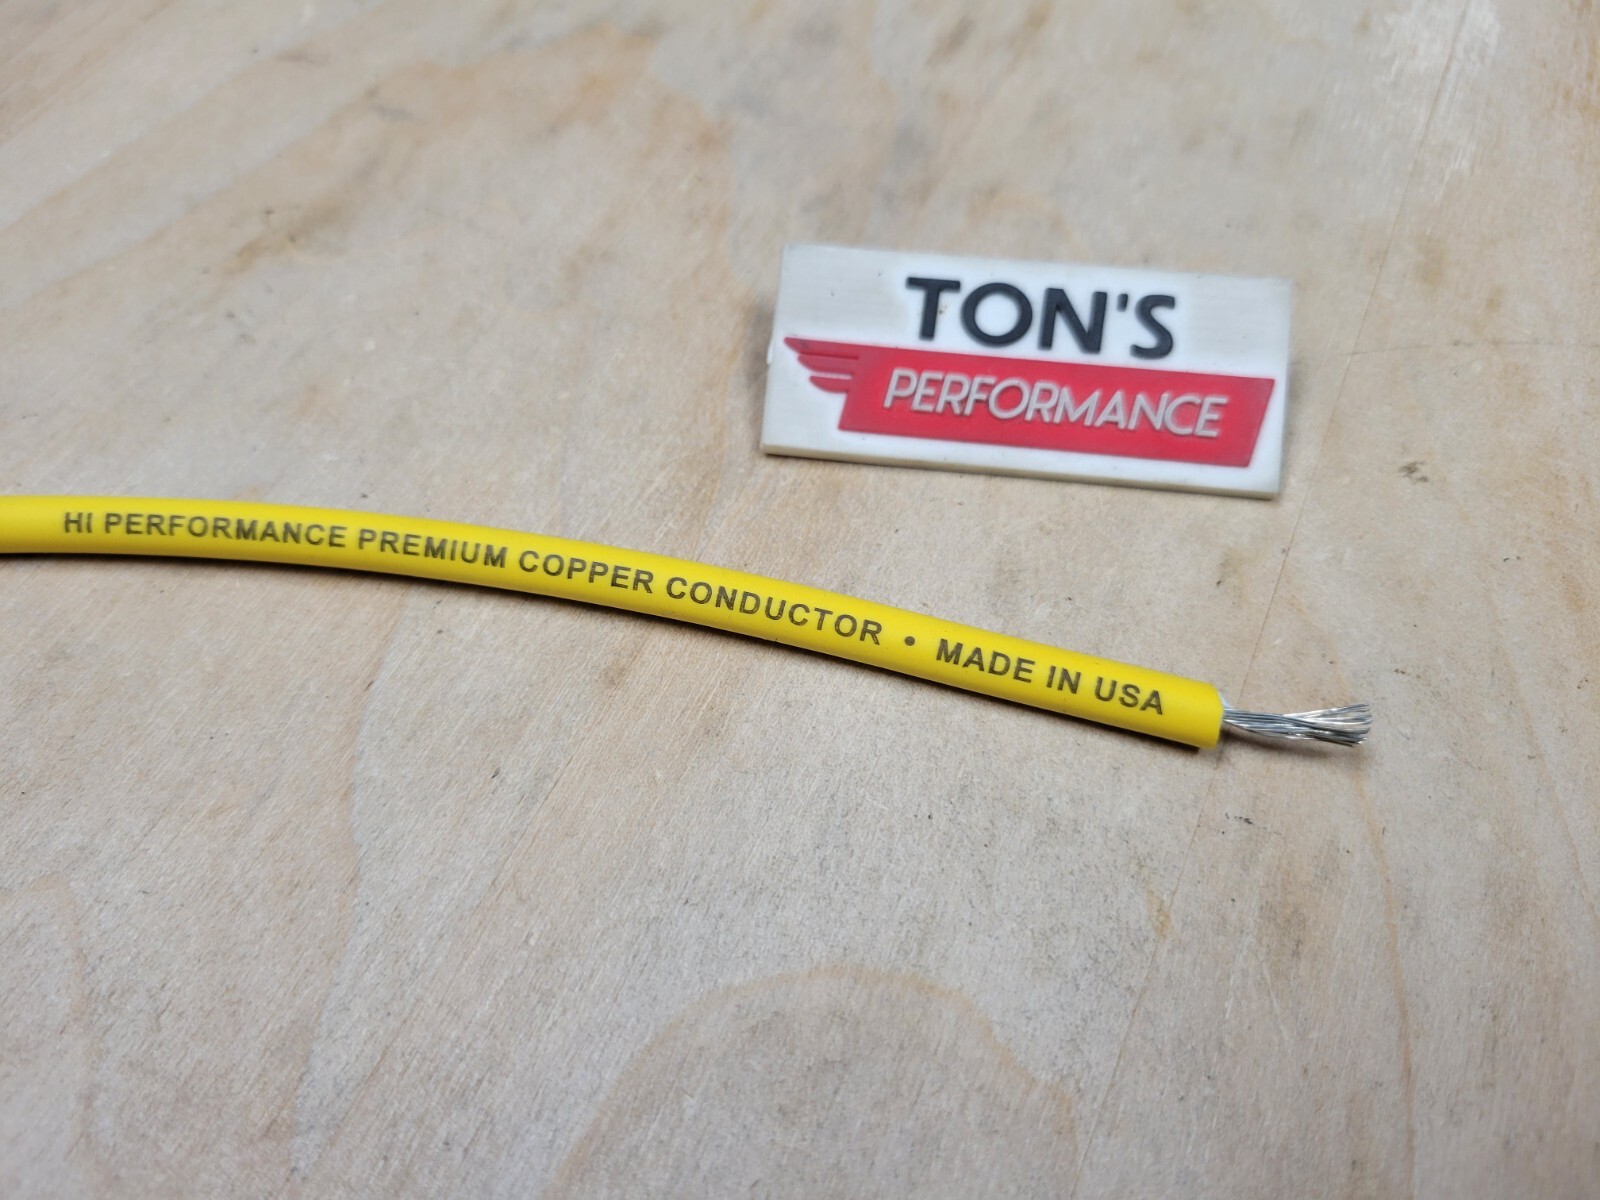 TON'S
PERFORMANCE
HI PERFORMANCE PREMIUM COPPER CONDUCTOR • MADE IN USA